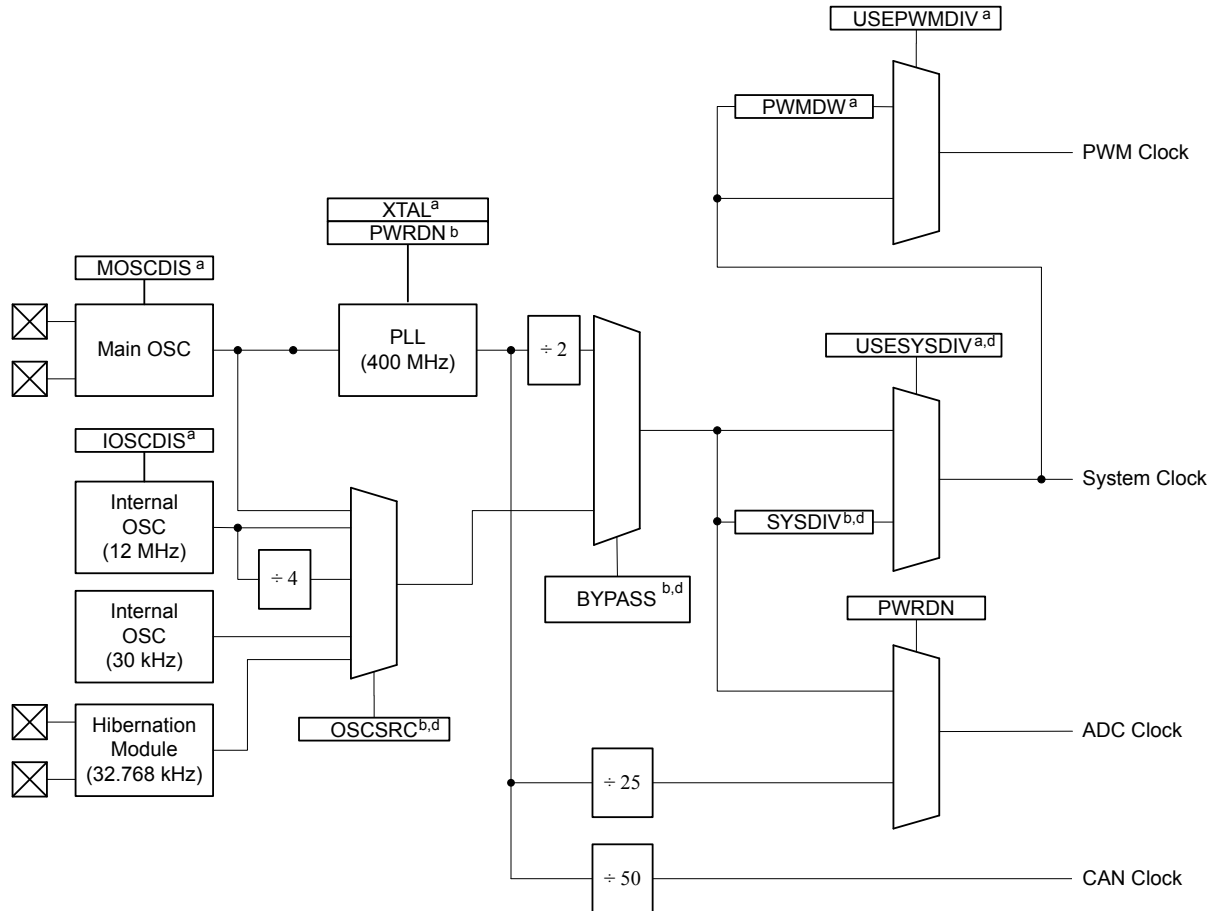 USEPWMDIV a
PWMDW a
PWM Clock
XTAL a
PWRDN b
MOSCDIS a
Main OSC
PLL
(400 MHz)
÷ 2
USESYSDIV a,d
IOSCDIS a
Internal
OSC
(12 MHz)
÷ 4
System Clock
SYSDIV b,d
BYPASS b,d
Internal
OSC
(30 kHz)
PWRDN
Hibernation
Module
(32.768 kHz)
OSCSRC b,d
ADC Clock
÷ 25
÷ 50
CAN Clock